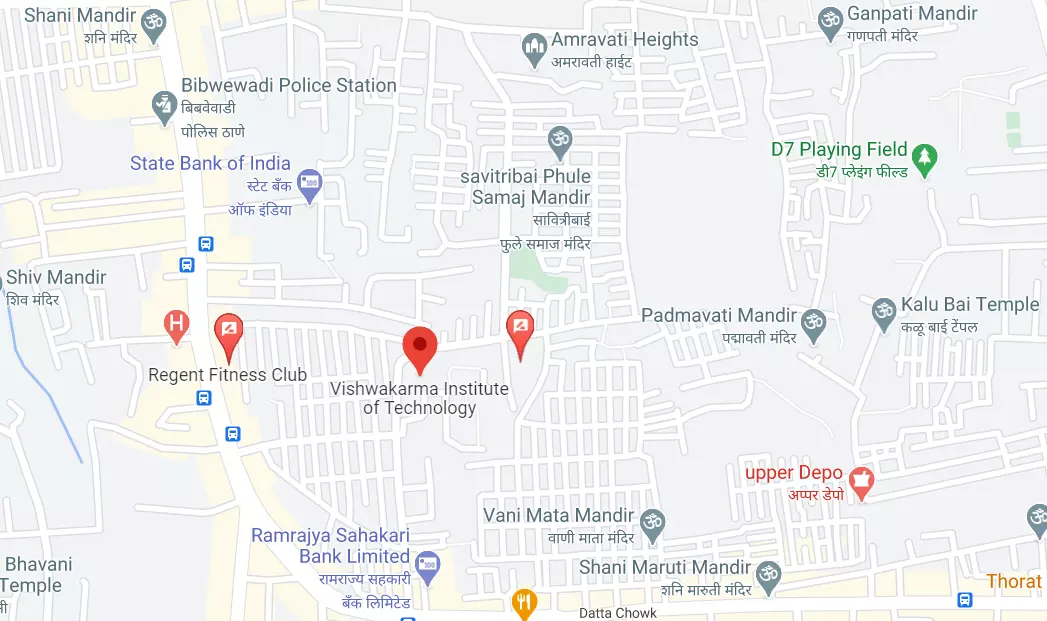 Shani Mandir
शनि मंदिर
Ganpati Mandir
गणपती मंदिर
Amravati Heights
अमरावती हाईट
Bibwewadi Police Station
बिबवेवाडी
पोलिस ठाणे
State Bank of India
स्टेट बँक
ऑफ इंडिया
D7 Playing Field
डी7 प्लेइंग फील्ड
savitribai Phule
Samaj Mandir
सावित्रीबाई
फुले समाज मंदिर
Shiv Mandir
शिव मंदिर
H
Padmavati Mandir
पद्मावती मंदिर
Kalu Bai Temple
कळू बाई टेंपल
Regent Fitness Club
Vishwakarma Institute
of Technology
upper Depo
अप्पर डेपो
Vani Mata Mandir
वाणी माता मंदिर
Ramrajya Sahakari
Bank Limited
रामराज्य सहकारी
बँक लिमिटेड
Bhavani
Temple
नी
Shani Maruti Mandir
शनि मारुती मंदिर
Thorat
Datta Chowk